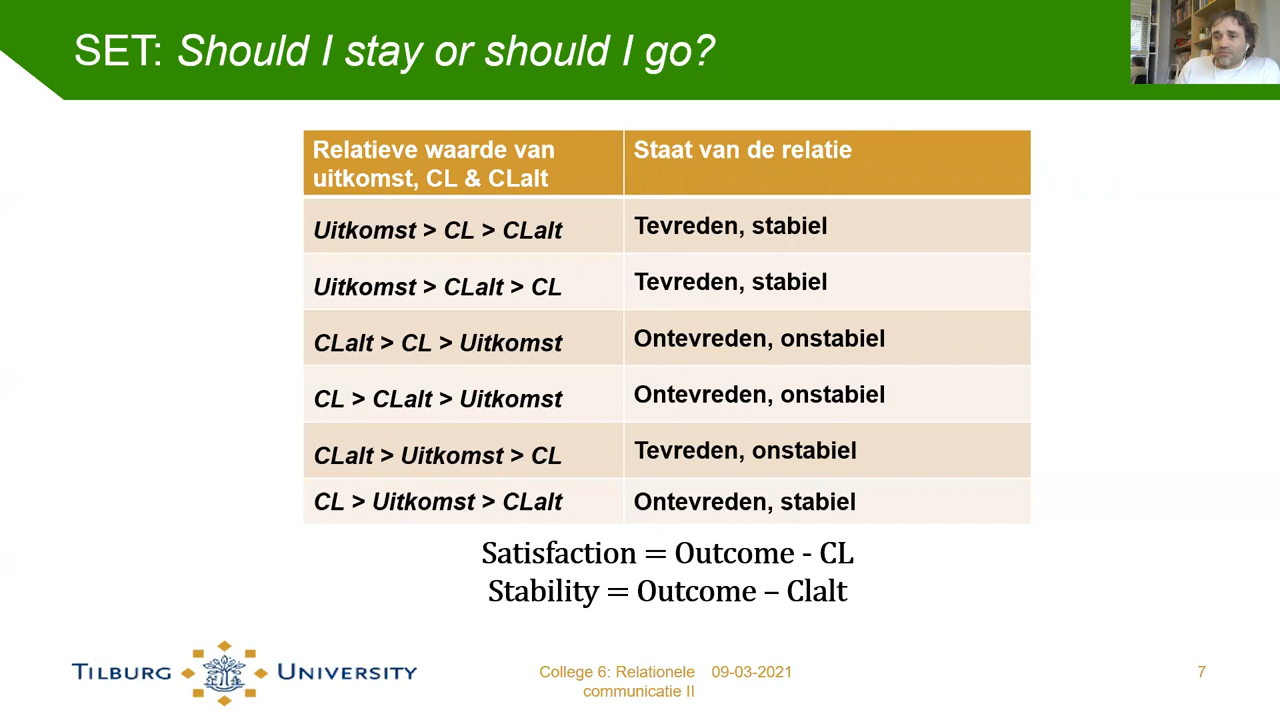 SET: Should I stay or should I go?
Relatieve waarde van
uitkomst, CL & CLalt
Staat van de relatie
Uitkomst > CL > CLalt
Tevreden, stabiel
Uitkomst > CLalt > CL
Tevreden, stabiel
CLalt > CL > Uitkomst
Ontevreden, onstabiel
CL > CLalt > Uitkomst
Ontevreden, onstabiel
CLalt > Uitkomst > CL
Tevreden, onstabiel
CL > Uitkomst > CLalt
Ontevreden, stabiel
Satisfaction = Outcome - CL
Stability = Outcome – Clalt
TILBURG UNIVERSITY
College 6: Relationele
communicatie II
09-03-2021
7